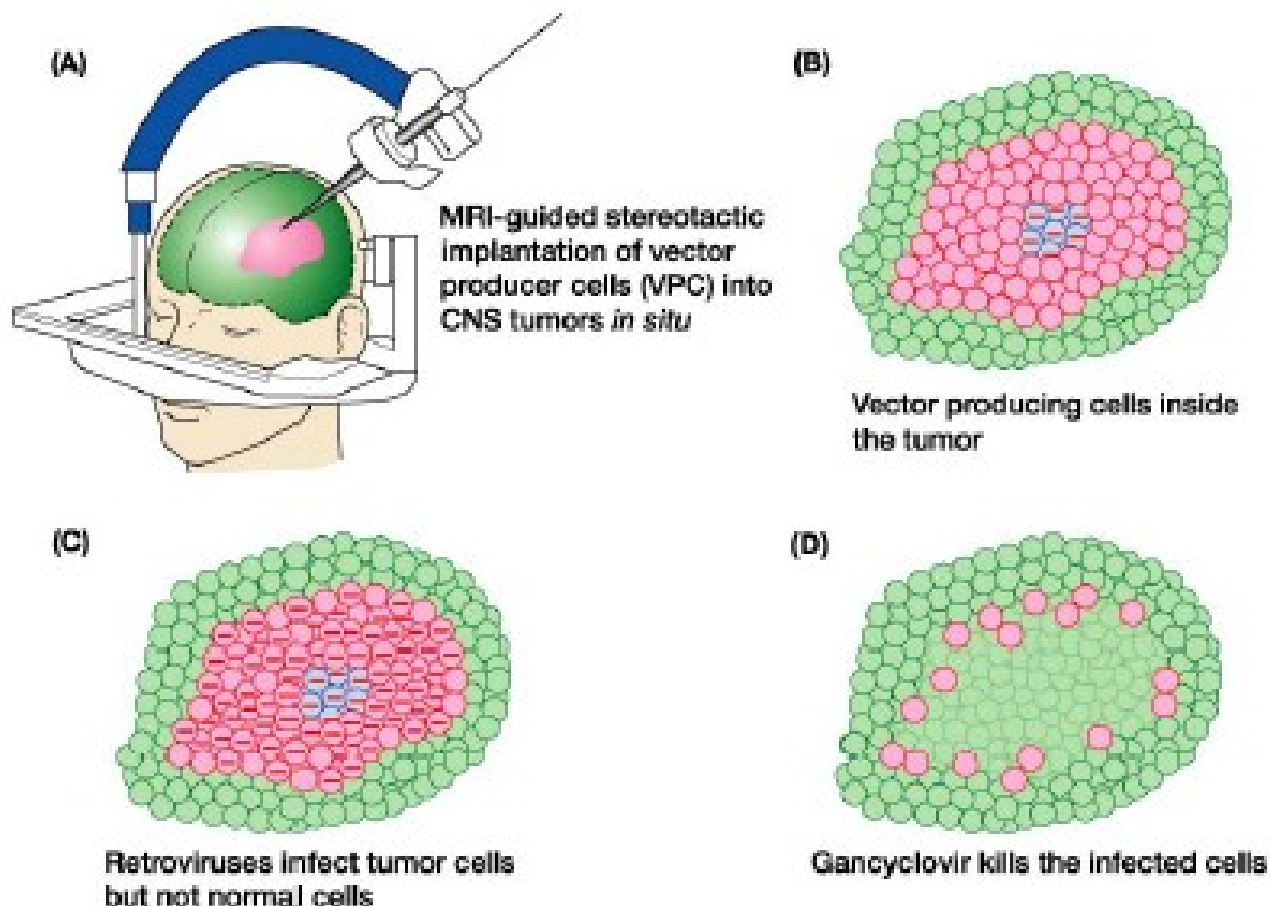 (A)
MRI-guided stereotactic
implantation of vector
producer cells (VPC) into
CNS tumors in situ
(B)
Vector producing cells inside
the tumor
(C)
Retroviruses infect tumor cells
but not normal cells
(D)
Gancyclovir kills the infected cells